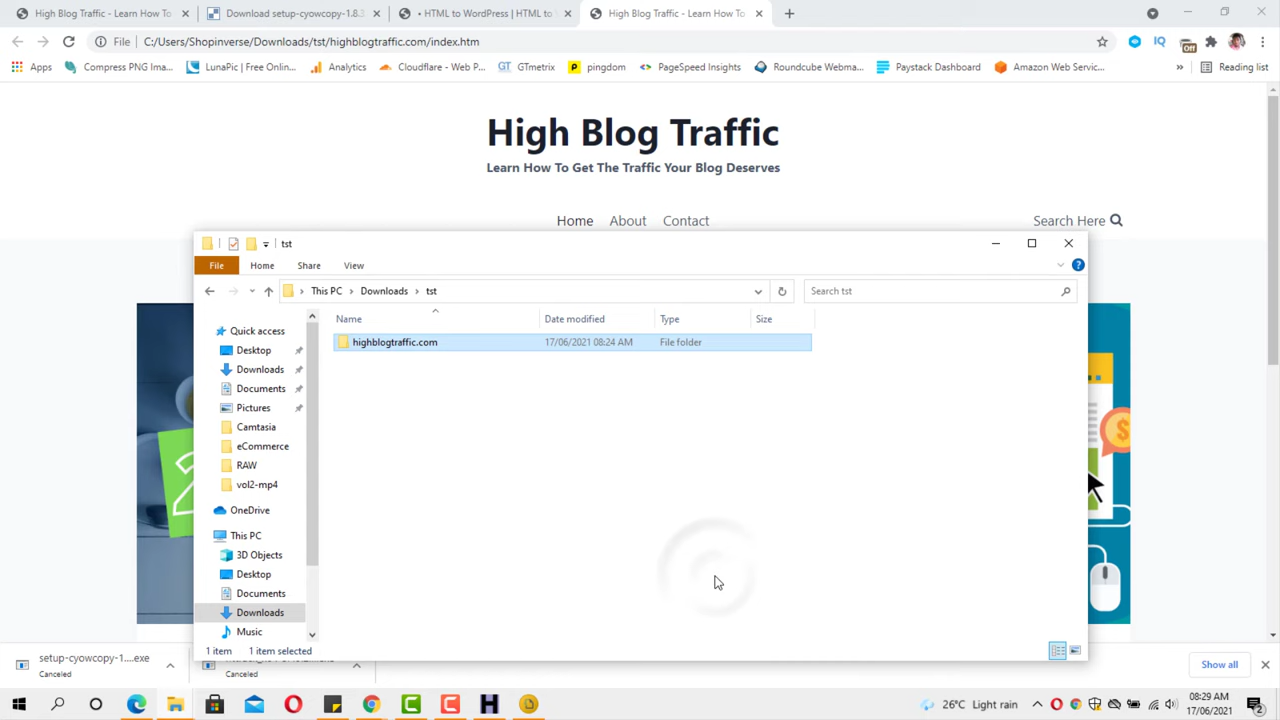 High Blog Traffic - Learn How To
Download setup-cyowcopy-1.8.3
• HTML to WordPress | HTML to
High Blog Traffic - Learn How To
File
C:/Users/Shopinverse/Downloads/tst/highblogtraffic.com/index.htm
IQ
Off
Apps
Compress PNG Ima...
LunaPic | Free Onlin...
Analytics
Cloudflare - Web P...
GT
GTmetrix
pingdom
PageSpeed Insights
Roundcube Webma...
Paystack Dashboard
Amazon Web Servic...
»
Reading list
High Blog Traffic
Learn How To Get The Traffic Your Blog Deserves
Home
About
Contact
Search Here
tst
File
Home
Share
View
This PC
Downloads
tst
Search tst
Name
Date modified
Type
Size
highblogtraffic.com
17/06/2021 08:24 AM
File folder
Quick access
Desktop
Downloads
Documents
Pictures
Camtasia
eCommerce
RAW
vol2-mp4
OneDrive
This PC
3D Objects
Desktop
Documents
Downloads
Music
1 item
1 item selected
setup-cyowcopy-1....exe
Canceled
Canceled
Show all
26°C Light rain
08:29 AM
17/06/2021
2